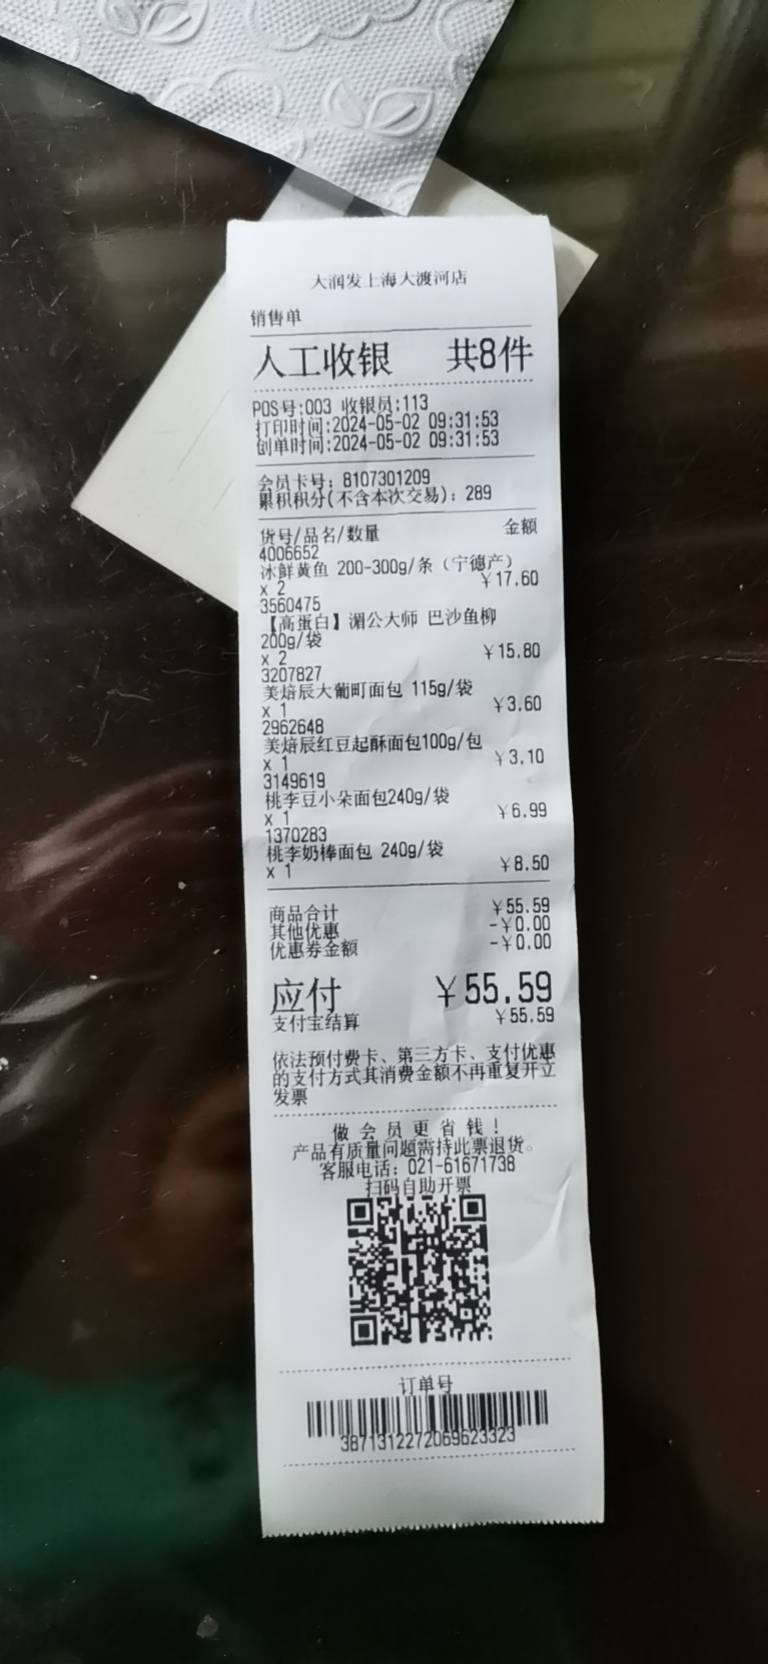 大润发上海大渡河店
销售单
人工收银 共8件
POS号:003 收银员:113
打印时间:2024-05-02 09:31:53
创单时间:2024-05-02 09:31:53
会员卡号: 8107301209
累积积分(不含本次交易): 289
货号/品名/数量 金额
4006652
冰鲜黄鱼 200-300g/条（宁德产）
x 2 ￥17.60
3560475
【高蛋白】湄公大师 巴沙鱼柳
200g/袋
x 2 ￥15.80
3207827
美焙辰大葡町面包 115g/袋
x 1 ￥3.60
2962648
美焙辰红豆起酥面包100g/包
x 1 ￥3.10
3149619
桃李豆小朵面包240g/袋
x 1 ￥6.99
1370283
桃李奶棒面包 240g/袋
x 1 ￥8.50
商品合计 ￥55.59
其他优惠 -￥0.00
优惠券金额 -￥0.00
应付 ￥55.59
支付宝结算 ￥55.59
依法预付费卡、第三方卡、支付优惠
的支付方式其消费金额不再重复开立
发票
做 会 员 更 省 钱！
产品有质量问题需持此票退货。
客服电话: 021-61671738
扫码自助开票
订单号
3871312272069623323